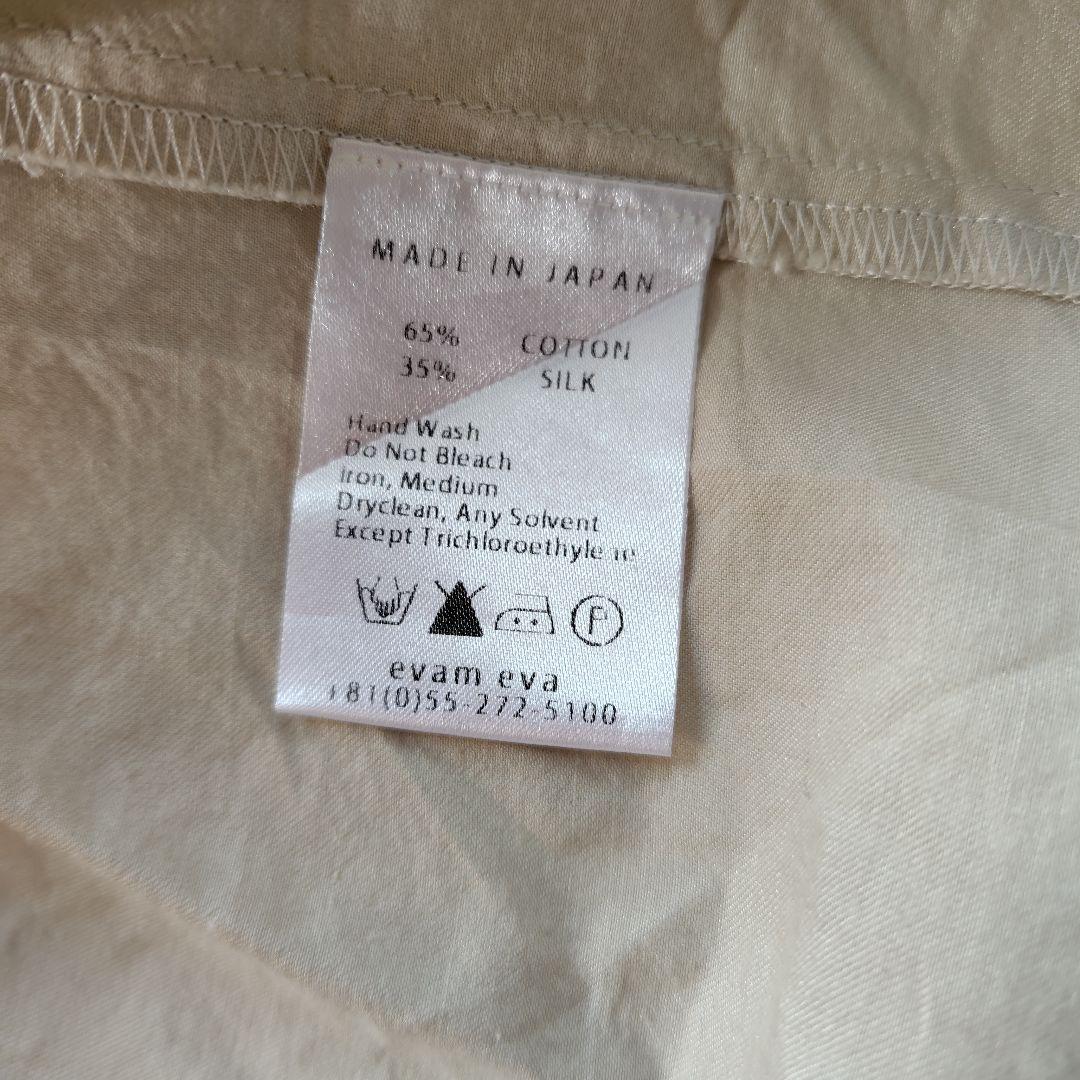 MADE IN JAPAN
65% COTTON
35% SILK
Hand Wash
Do Not Bleach
Iron, Medium
Dryclean, Any Solvent
Except Trichloroethylene
P
evam eva
+81(0)55-272-5100